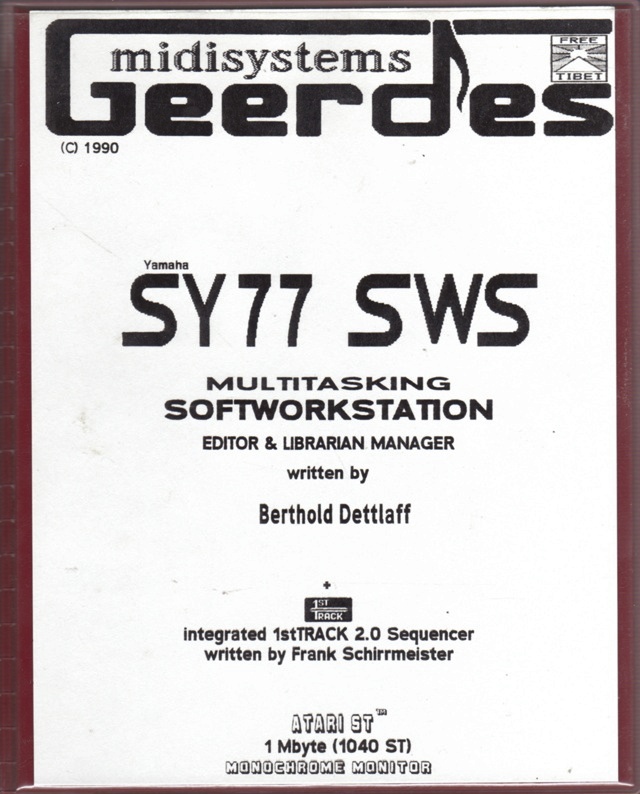 midisystems
Geerdes
FREE
TIBET
(C) 1990
Yamaha
SY77 SWS
MULTITASKING
SOFTWORKSTATION
EDITOR & LIBRARIAN MANAGER
written by
Berthold Dettlaff
+
1ST
TRACK
integrated 1stTRACK 2.0 Sequencer
written by Frank Schirrmeister
ATARI ST™
1 Mbyte (1040 ST)
MONOCHROME MONITOR